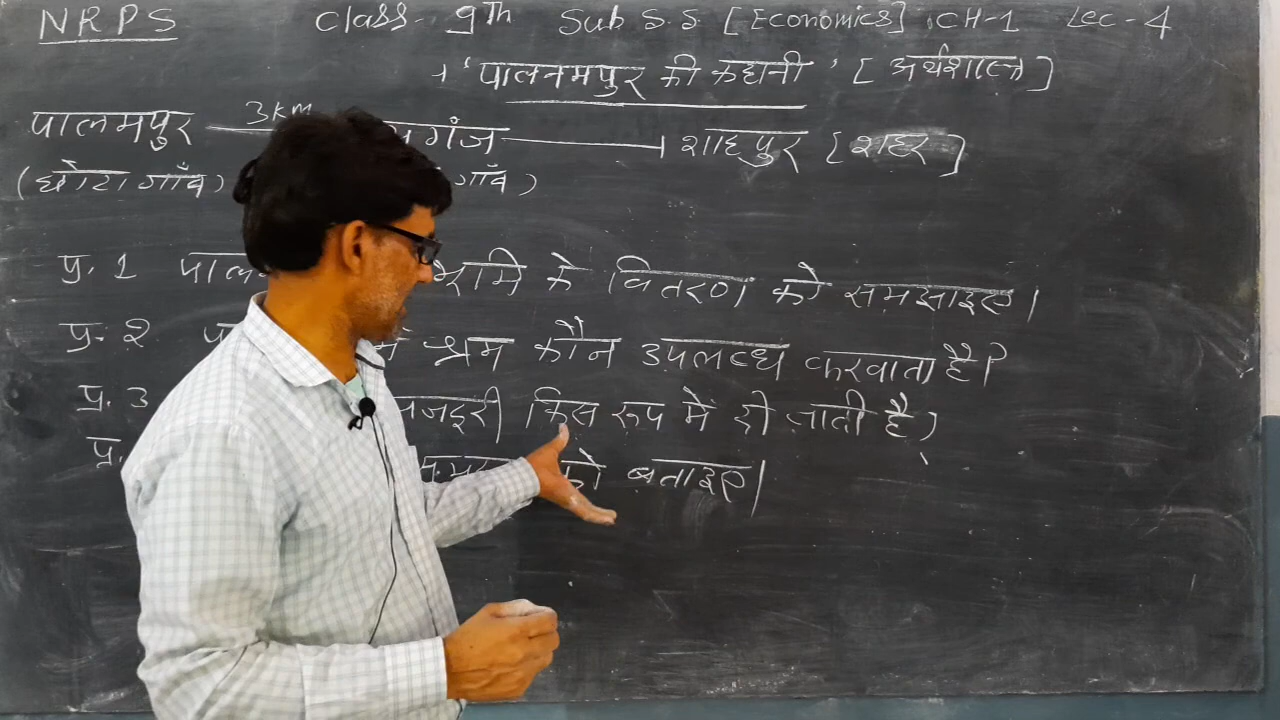 NRPS Class- 9th Sub S.S [Economics] CH-1 Lec-4
'पालनमपुर की कहानी' [अर्थशास्त्र]
पालमपुर 3km गंज शाहपुर [शहर]
(छोटा गाँव) गाँव)
प्र. 1 भूमि के वितरण को समझाइए।
प्र. 2 श्रम कौन उपलब्ध करवाता है?
प्र. 3 किस रूप में दी जाती है?
प्र. को बताइए।